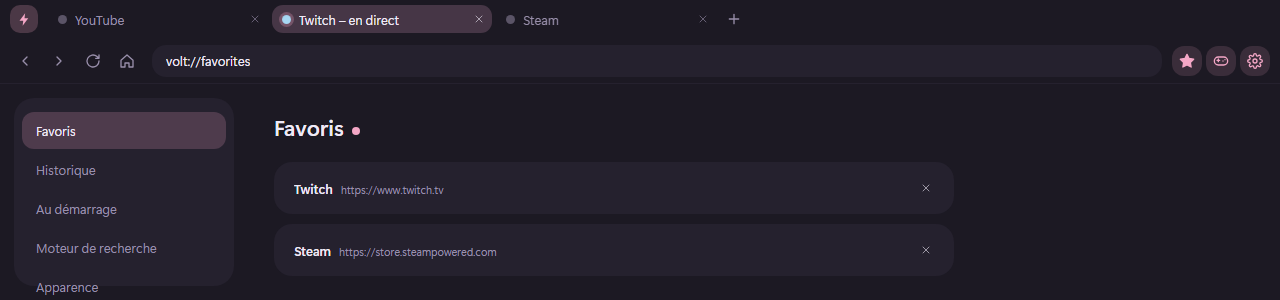 YouTube
Twitch – en direct
Steam
volt://favorites
Favoris
Historique
Au démarrage
Moteur de recherche
Apparence
Favoris
Twitch https://www.twitch.tv
Steam https://store.steampowered.com